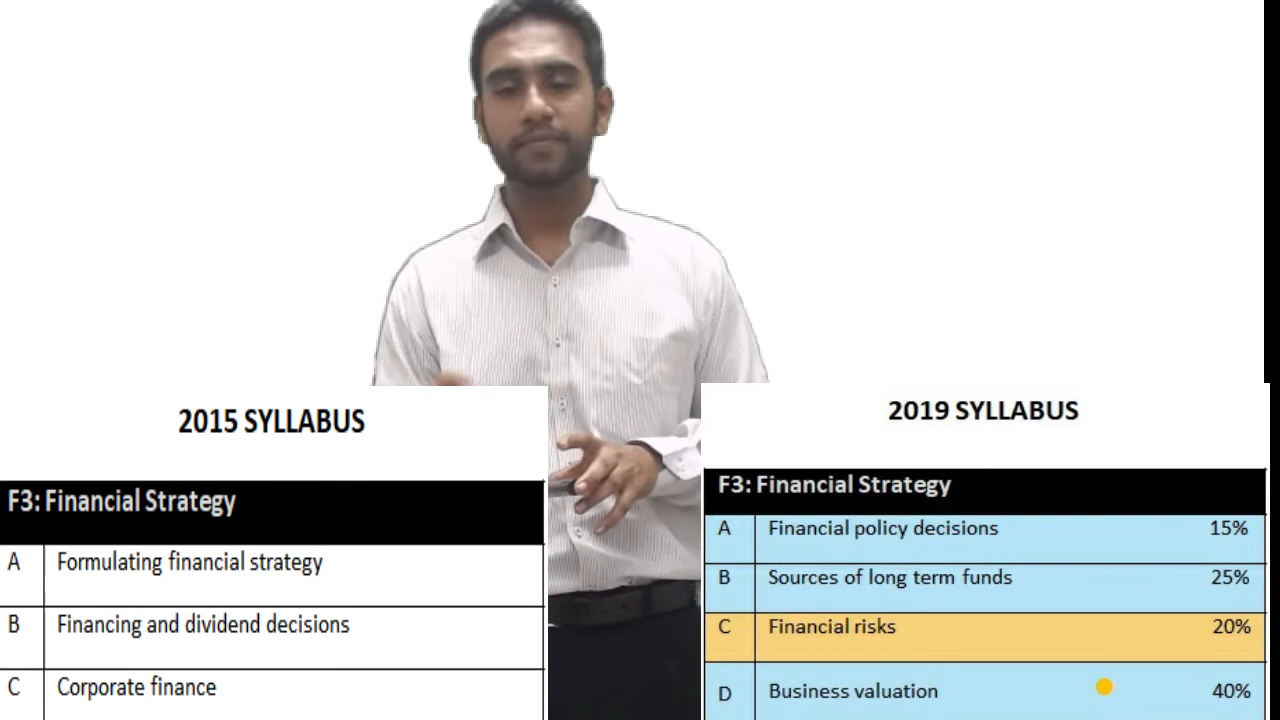 2015 SYLLABUS
F3: Financial Strategy
A Formulating financial strategy
B Financing and dividend decisions
C Corporate finance
2019 SYLLABUS
F3: Financial Strategy
A Financial policy decisions 15%
B Sources of long term funds 25%
C Financial risks 20%
D Business valuation 40%